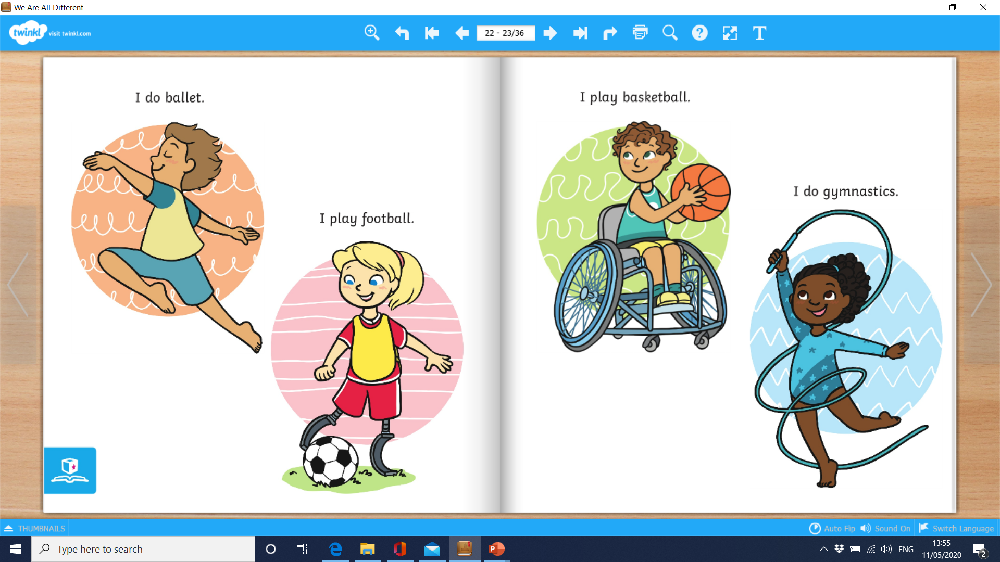 We Are All Different
twinkl visit twinkl.com
22 - 23/36
? T
I do ballet.
I play football.
I play basketball.
I do gymnastics.
THUMBNAILS
Auto Flip Sound On Switch Language
Type here to search
ENG
13:55
11/05/2020
2